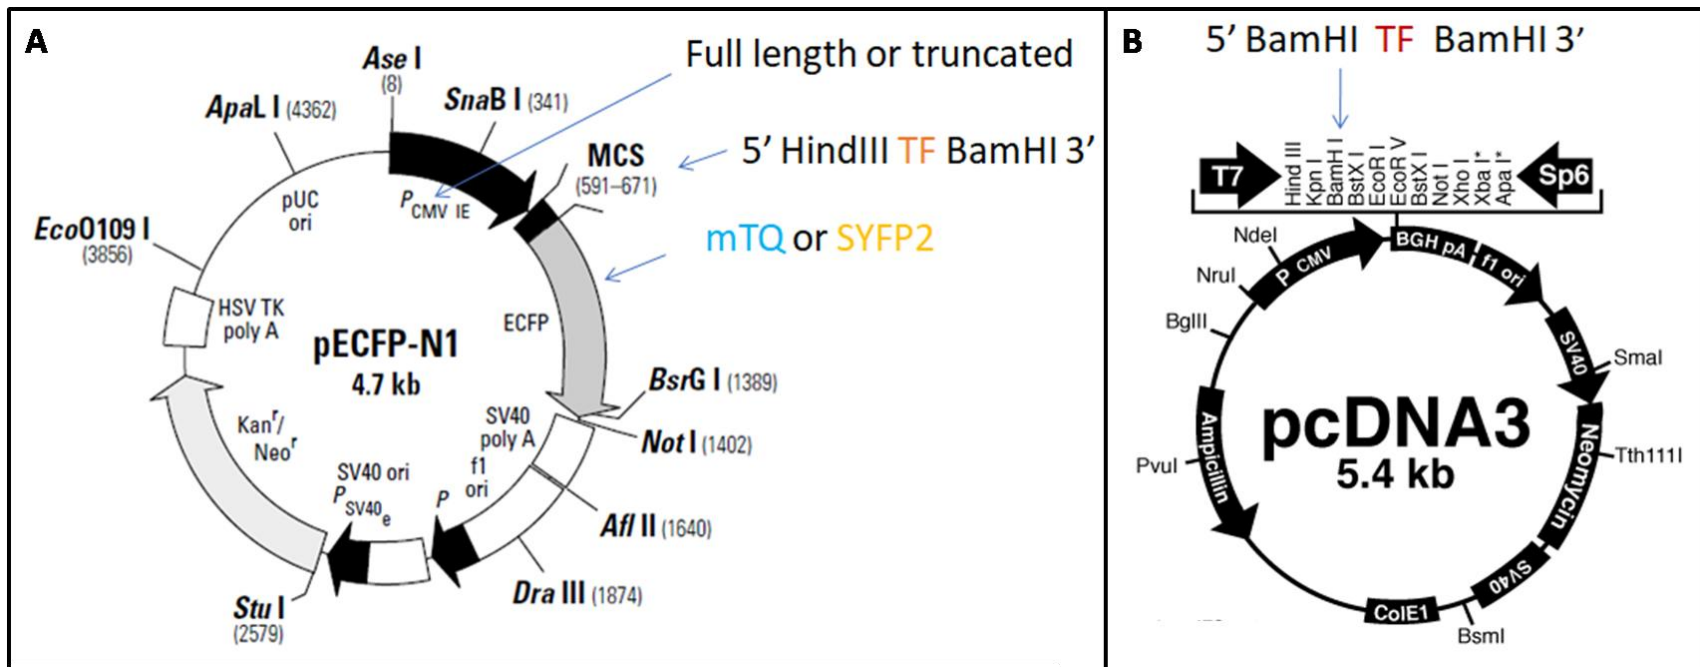 A
Full length or truncated
Ase I
(8)
SnaB I (341)
ApaL I (4362)
MCS
(591–671)
5’ HindIII TF BamHI 3’
pUC
ori
PCMV IE
EcoO109 I
(3856)
mTQ or SYFP2
HSV TK
poly A
ECFP
pECFP-N1
4.7 kb
BsrG I (1389)
SV40
poly A
Not I (1402)
Kanr/
Neor
f1
ori
SV40 ori
PSV40e
P
Afl II (1640)
Dra III (1874)
Stu I
(2579)
B
5’ BamHI TF BamHI 3’
T7
Hind III
Kpn I
BamH I
BstX I
EcoR I
EcoR V
BstX I
Not I
Xho I
Xba I*
Apa I*
Sp6
NdeI
NruI
BglII
P CMV
BGH pA
f1 ori
SV40
SmaI
pcDNA3
5.4 kb
Ampicillin
PvuI
Neomycin
Tth111I
SV40
ColE1
BsmI